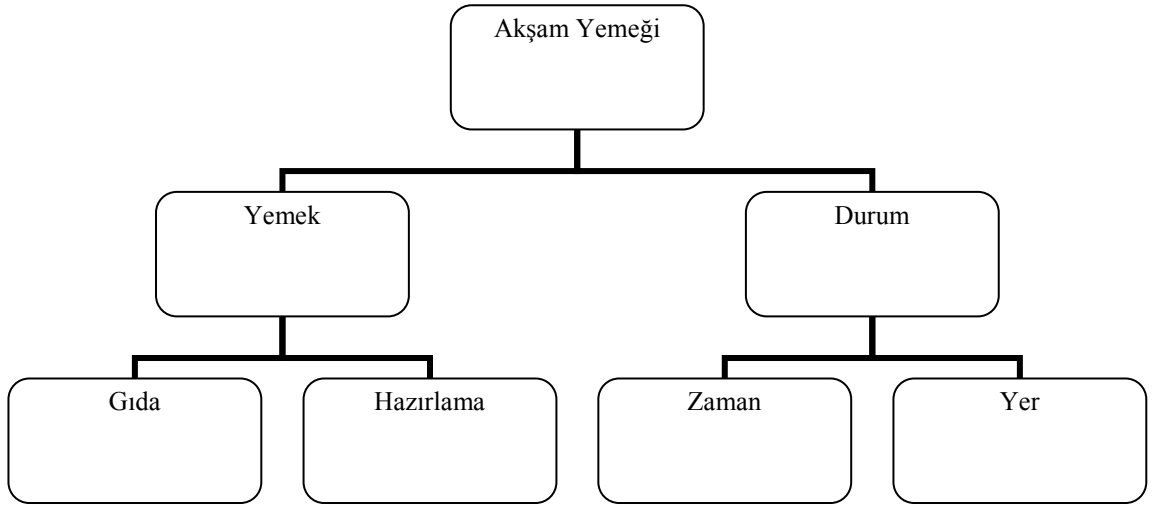 Akşam Yemeği
Yemek
Durum
Gıda
Hazırlama
Zaman
Yer